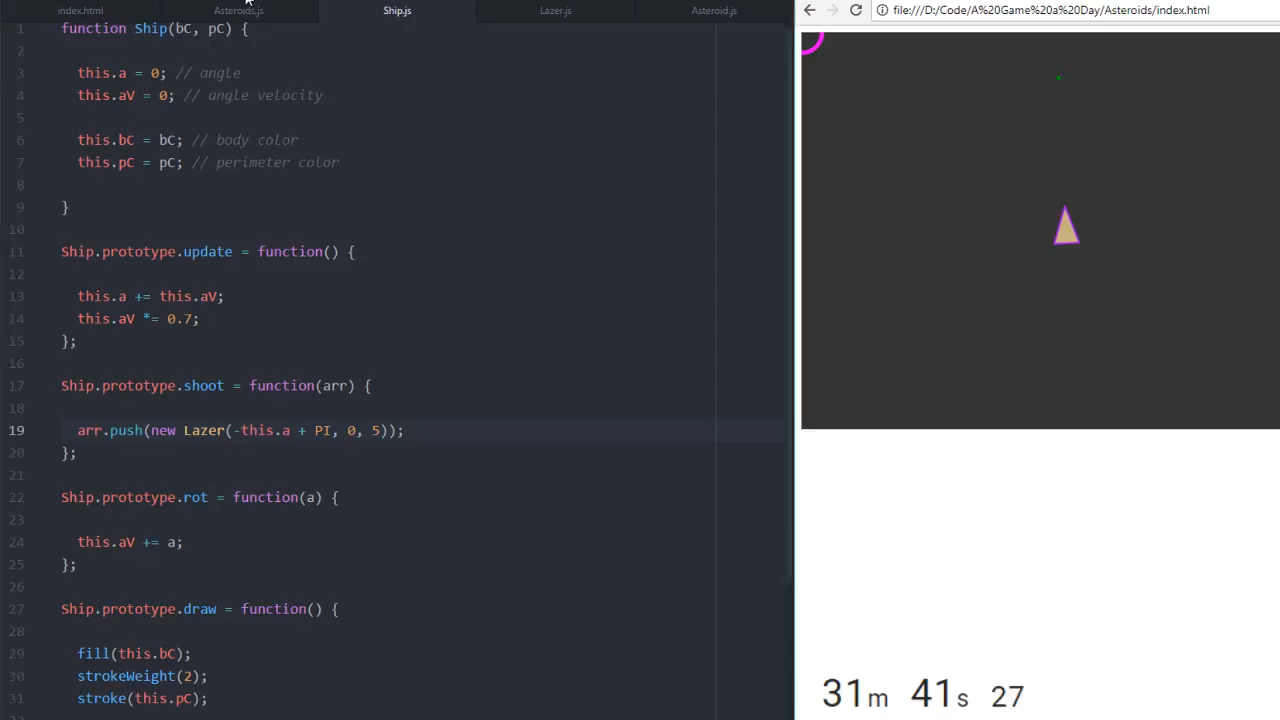 index.html Asteroids.js Ship.js Lazer.js Asteroid.js
file:///D:/Code/A%20Game%20a%20Day/Asteroids/index.html
1 function Ship(bC, pC) {
2
3 this.a = 0; // angle
4 this.aV = 0; // angle velocity
5
6 this.bC = bC; // body color
7 this.pC = pC; // perimeter color
8
9 }
10
11 Ship.prototype.update = function() {
12
13 this.a += this.aV;
14 this.aV *= 0.7;
15 };
16
17 Ship.prototype.shoot = function(arr) {
18
19 arr.push(new Lazer(-this.a + PI, 0, 5));
20 };
21
22 Ship.prototype.rot = function(a) {
23
24 this.aV += a;
25 };
26
27 Ship.prototype.draw = function() {
28
29 fill(this.bC);
30 strokeWeight(2);
31 stroke(this.pC);
31m 41s 27